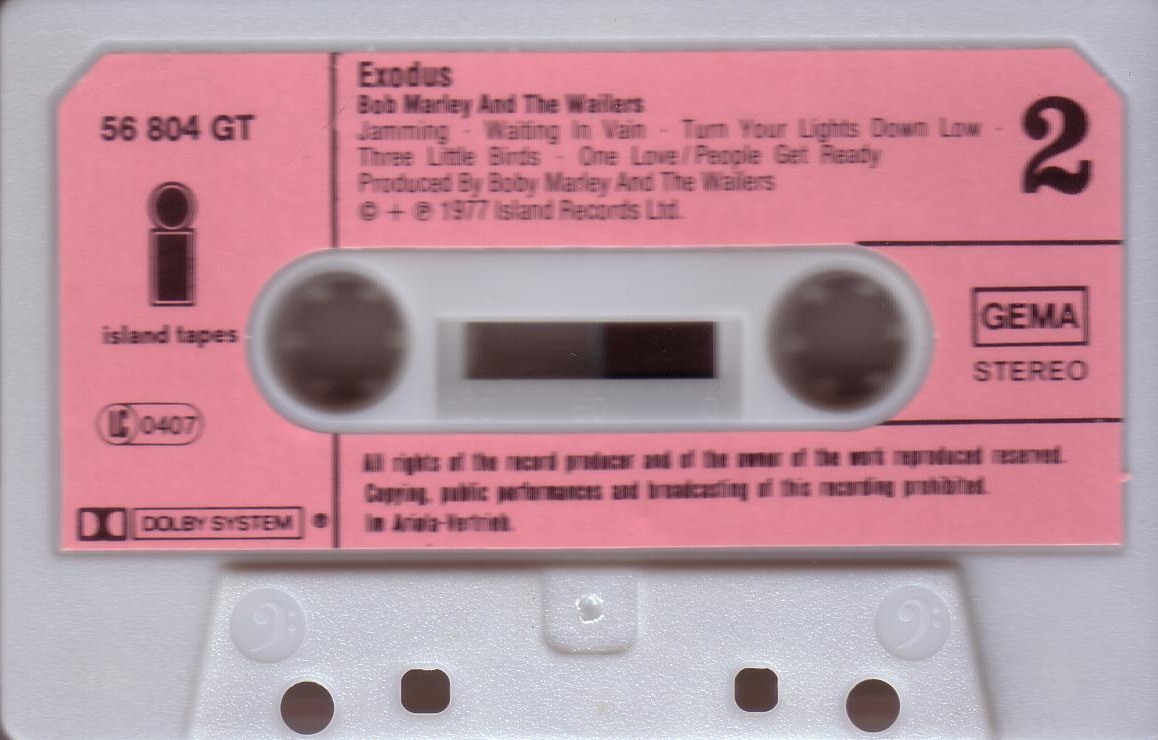 56 804 GT
island tapes
LC 0407
DOLBY SYSTEM ®
Exodus
Bob Marley And The Wailers
Jamming · Waiting In Vain · Turn Your Lights Down Low ·
Three Little Birds · One Love/People Get Ready
Produced By Boby Marley And The Wailers
© + ℗ 1977 Island Records Ltd.
2
GEMA
STEREO
All rights of the record producer and of the owner of the work reproduced reserved.
Copying, public performances and broadcasting of this recording prohibited.
Im Ariola-Vertrieb.